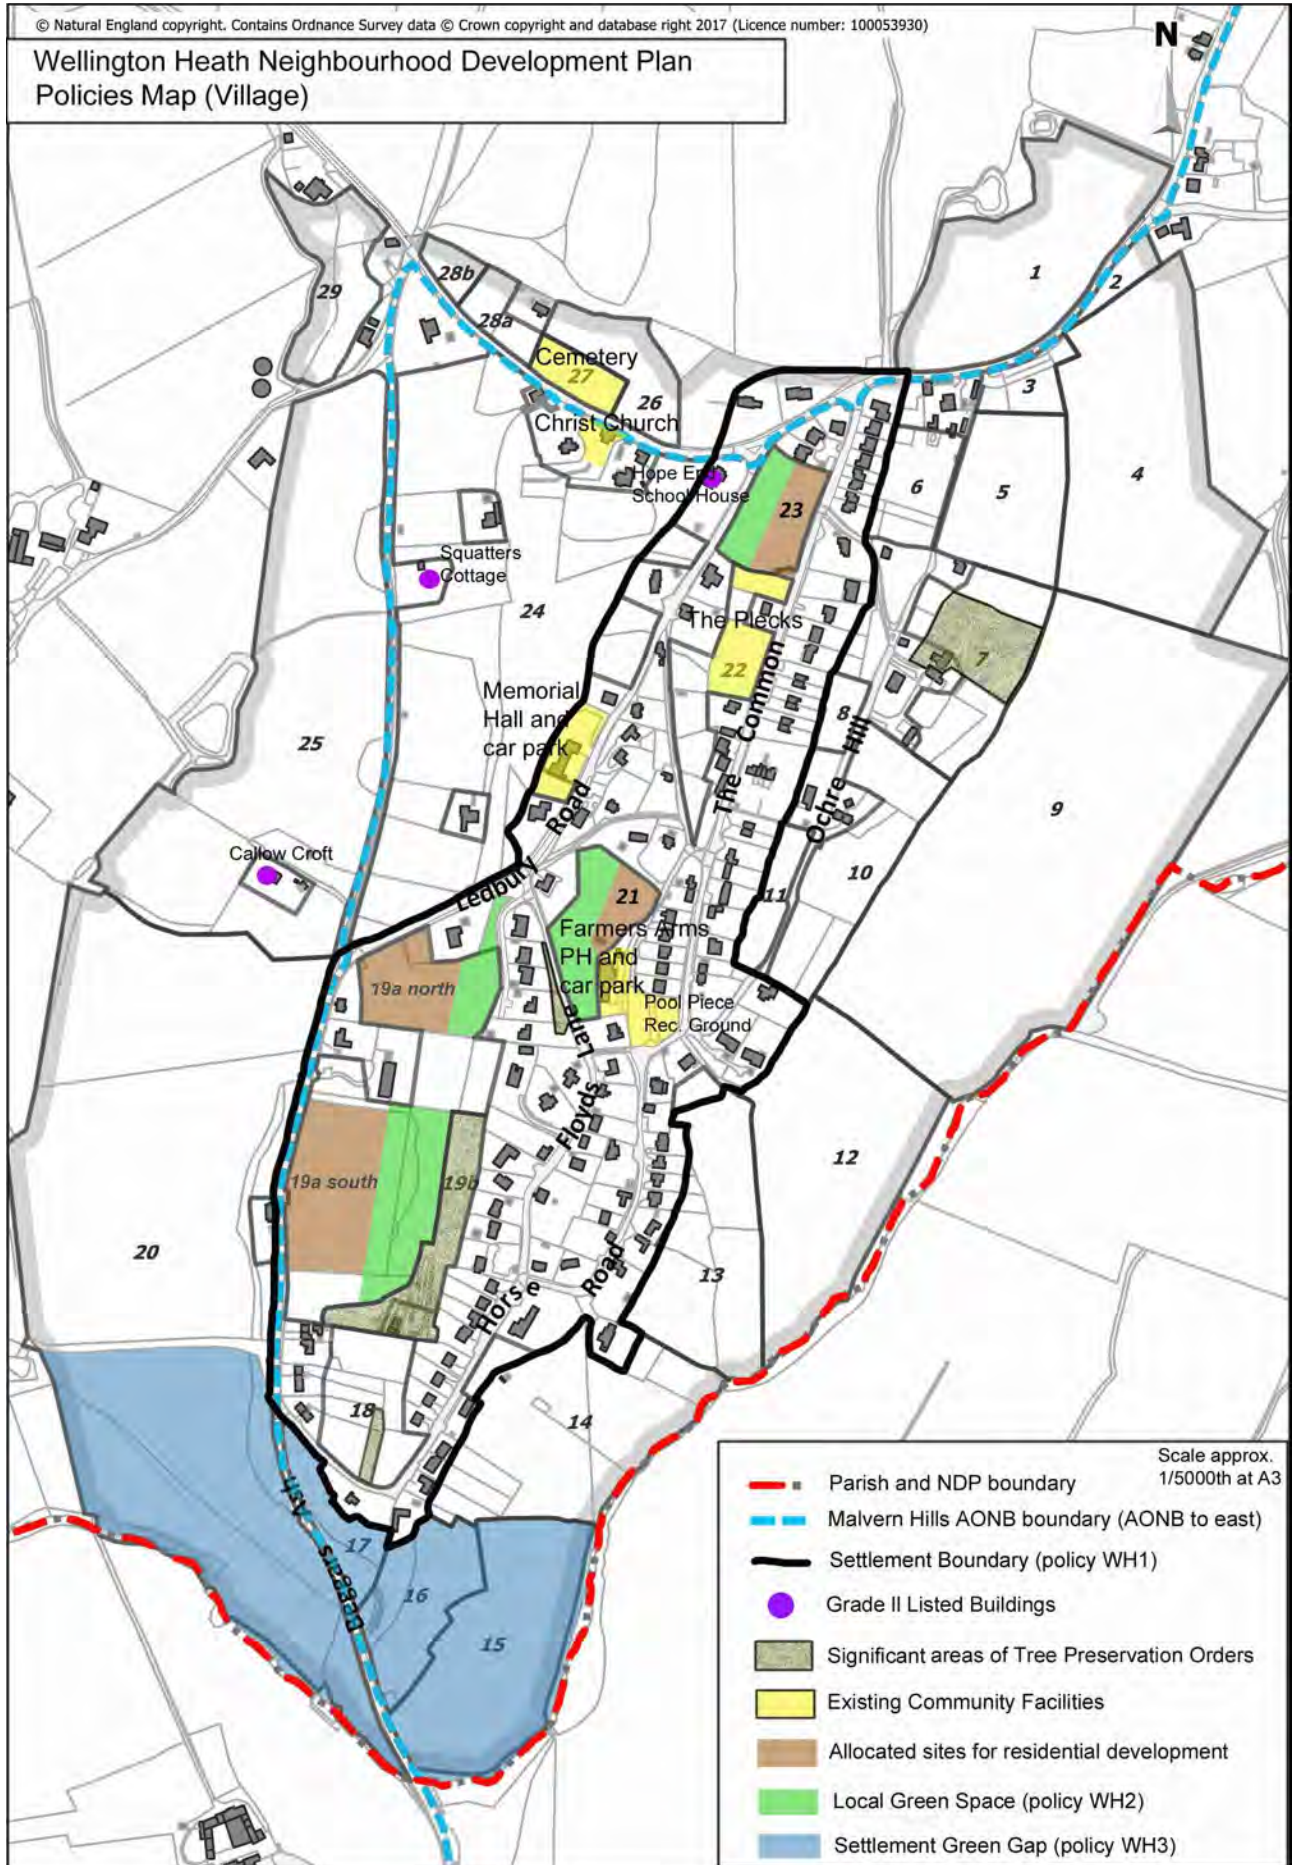 © Natural England copyright. Contains Ordnance Survey data © Crown copyright and database right 2017 (Licence number: 100053930)
Wellington Heath Neighbourhood Development Plan
Policies Map (Village)
N
1
2
3
4
5
6
7
8
9
10
11
12
13
14
15
16
17
18
19a north
19a south
19b
20
21
22
23
24
25
26
27
28a
28b
29
Cemetery
Christ Church
Hope End
School House
Squatters
Cottage
The Plecks
Memorial
Hall and
car park
The Common
Ochre Hill
Ledbury Road
Callow Croft
Farmers Arms
PH and
car park
Pool Piece
Rec. Ground
Floyds Lane
Horse Road
Beggars Ash
Scale approx.
1/5000th at A3
Parish and NDP boundary
Malvern Hills AONB boundary (AONB to east)
Settlement Boundary (policy WH1)
Grade II Listed Buildings
Significant areas of Tree Preservation Orders
Existing Community Facilities
Allocated sites for residential development
Local Green Space (policy WH2)
Settlement Green Gap (policy WH3)